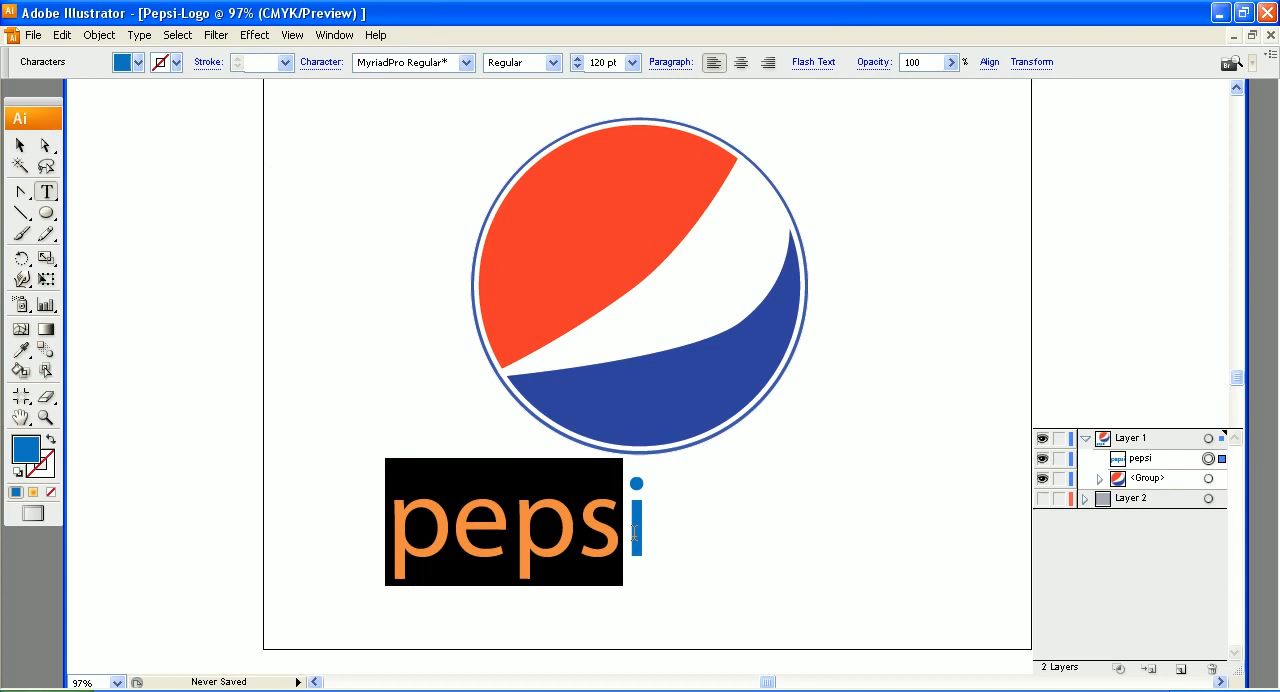 Ai Adobe Illustrator - [Pepsi-Logo @ 97% (CMYK/Preview) ]
File Edit Object Type Select Filter Effect View Window Help
Characters Stroke: Character: MyriadPro Regular* Regular 120 pt Paragraph: Flash Text Opacity: 100 % Align Transform
Br
Ai
T
Layer 1
pepsi
<Group>
Layer 2
pepsi
2 Layers
97% Never Saved